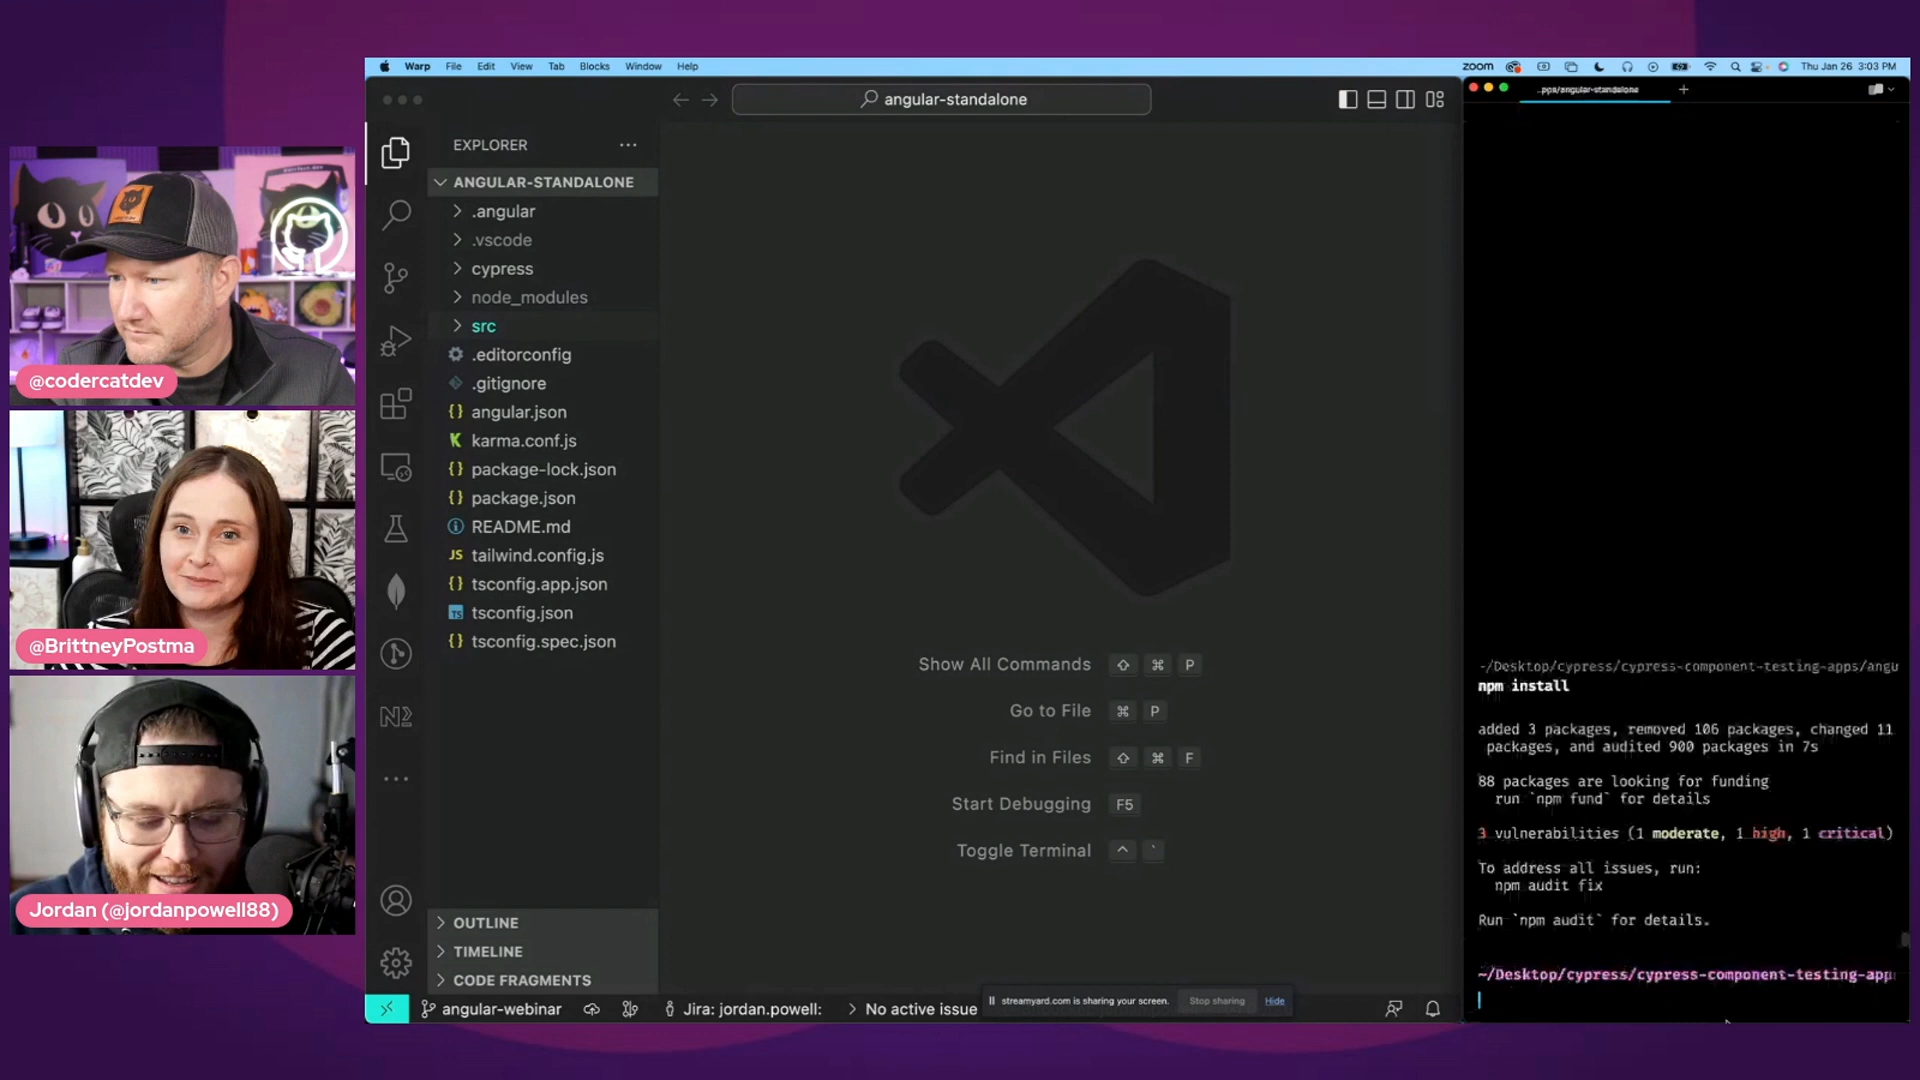 Warp File Edit View Tab Blocks Window Help
zoom Thu Jan 26 3:03 PM
angular-standalone
EXPLORER
ANGULAR-STANDALONE
.angular
.vscode
cypress
node_modules
src
.editorconfig
.gitignore
{} angular.json
K karma.conf.js
{} package-lock.json
{} package.json
README.md
JS tailwind.config.js
{} tsconfig.app.json
TS tsconfig.json
{} tsconfig.spec.json
OUTLINE
TIMELINE
CODE FRAGMENTS
Show All Commands ⇧ ⌘ P
Go to File ⌘ P
Find in Files ⇧ ⌘ F
Start Debugging F5
Toggle Terminal ^ `
angular-webinar Jira: jordan.powell: No active issue
streamyard.com is sharing your screen. Stop sharing Hide
..pps/angular-standalone
~/Desktop/cypress/cypress-component-testing-apps/angu
npm install
added 3 packages, removed 106 packages, changed 11
packages, and audited 900 packages in 7s
88 packages are looking for funding
run `npm fund` for details
3 vulnerabilities (1 moderate, 1 high, 1 critical)
To address all issues, run:
npm audit fix
Run `npm audit` for details.
~/Desktop/cypress/cypress-component-testing-app
@codercatdev
@BrittneyPostma
Jordan (@jordanpowell88)